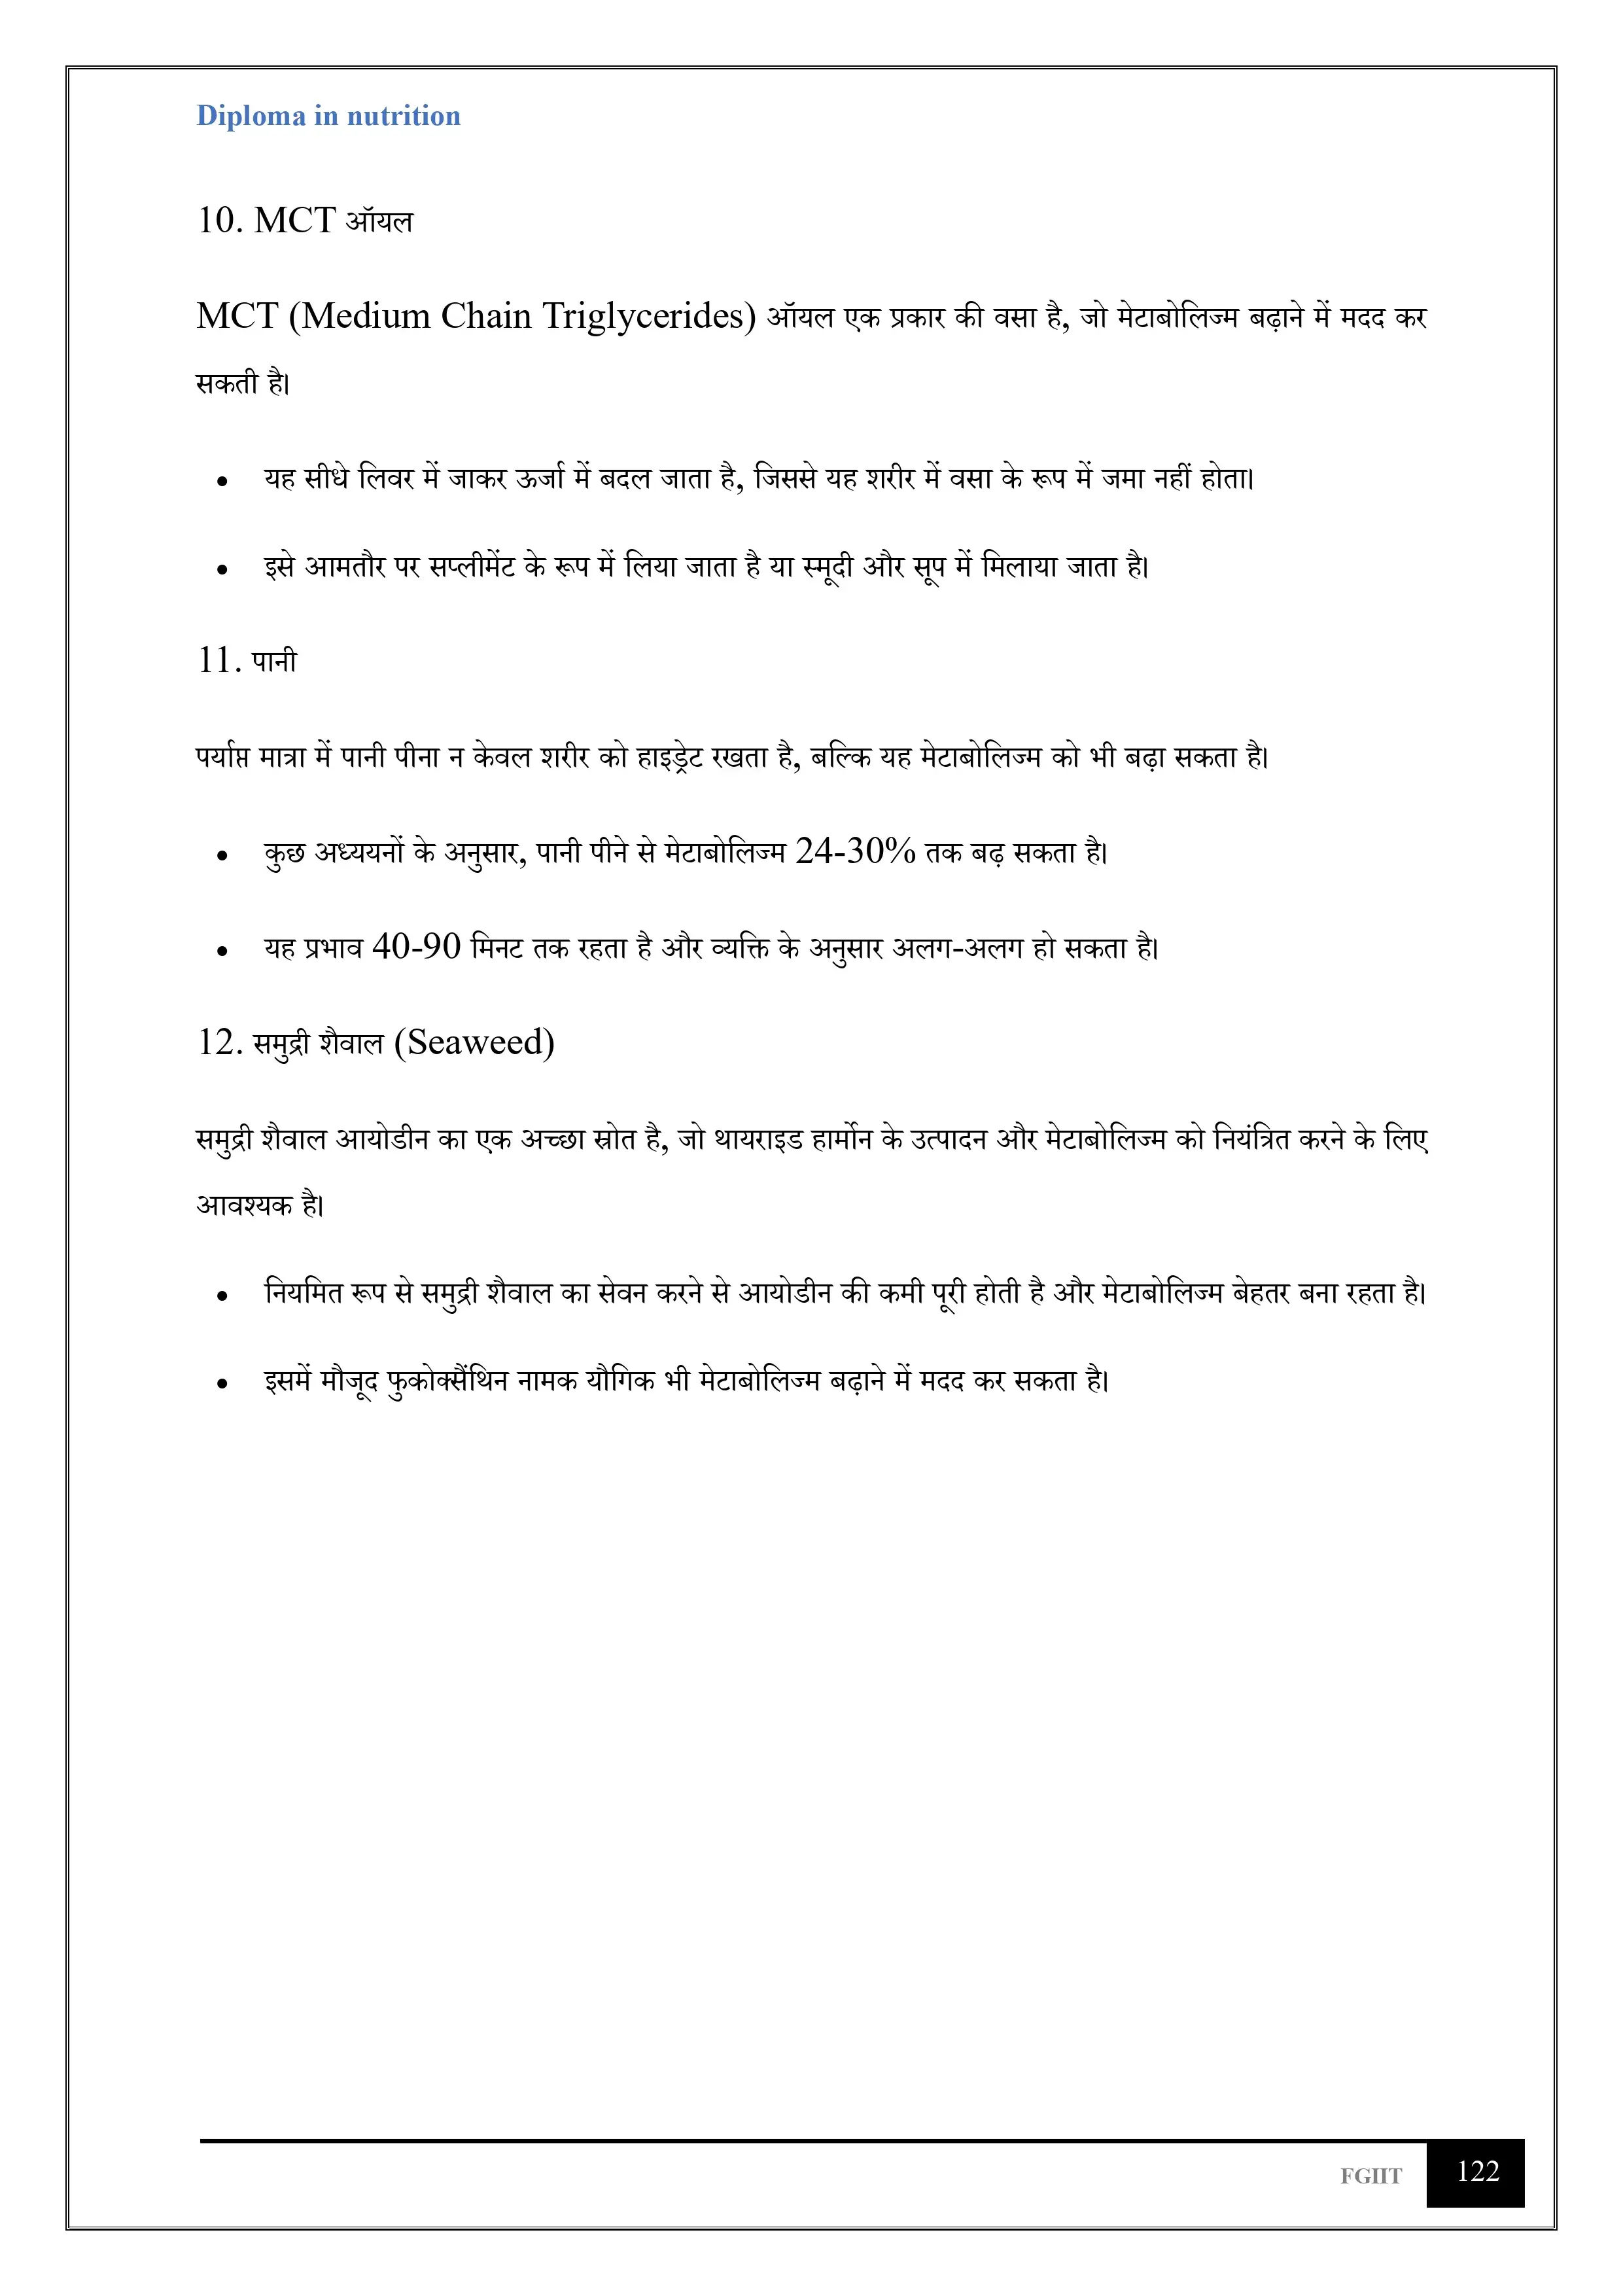 Diploma in nutrition
10. MCT ऑयल
MCT (Medium Chain Triglycerides) ऑयल एक प्रकार की वसा है, जो मेटाबोलिज्म बढ़ाने में मदद कर
सकती है।
• यह सीधे लिवर में जाकर ऊर्जा में बदल जाता है, जिससे यह शरीर में वसा के रूप में जमा नहीं होता।
• इसे आमतौर पर सप्लीमेंट के रूप में लिया जाता है या स्मूदी और सूप में मिलाया जाता है।
11. पानी
पर्याप्त मात्रा में पानी पीना न केवल शरीर को हाइड्रेट रखता है, बल्कि यह मेटाबोलिज्म को भी बढ़ा सकता है।
• कुछ अध्ययनों के अनुसार, पानी पीने से मेटाबोलिज्म 24-30% तक बढ़ सकता है।
• यह प्रभाव 40-90 मिनट तक रहता है और व्यक्ति के अनुसार अलग-अलग हो सकता है।
12. समुद्री शैवाल (Seaweed)
समुद्री शैवाल आयोडीन का एक अच्छा स्रोत है, जो थायराइड हार्मोन के उत्पादन और मेटाबोलिज्म को नियंत्रित करने के लिए
आवश्यक है।
• नियमित रूप से समुद्री शैवाल का सेवन करने से आयोडीन की कमी पूरी होती है और मेटाबोलिज्म बेहतर बना रहता है।
• इसमें मौजूद फुकोक्सैंथिन नामक यौगिक भी मेटाबोलिज्म बढ़ाने में मदद कर सकता है।
FGIIT 122